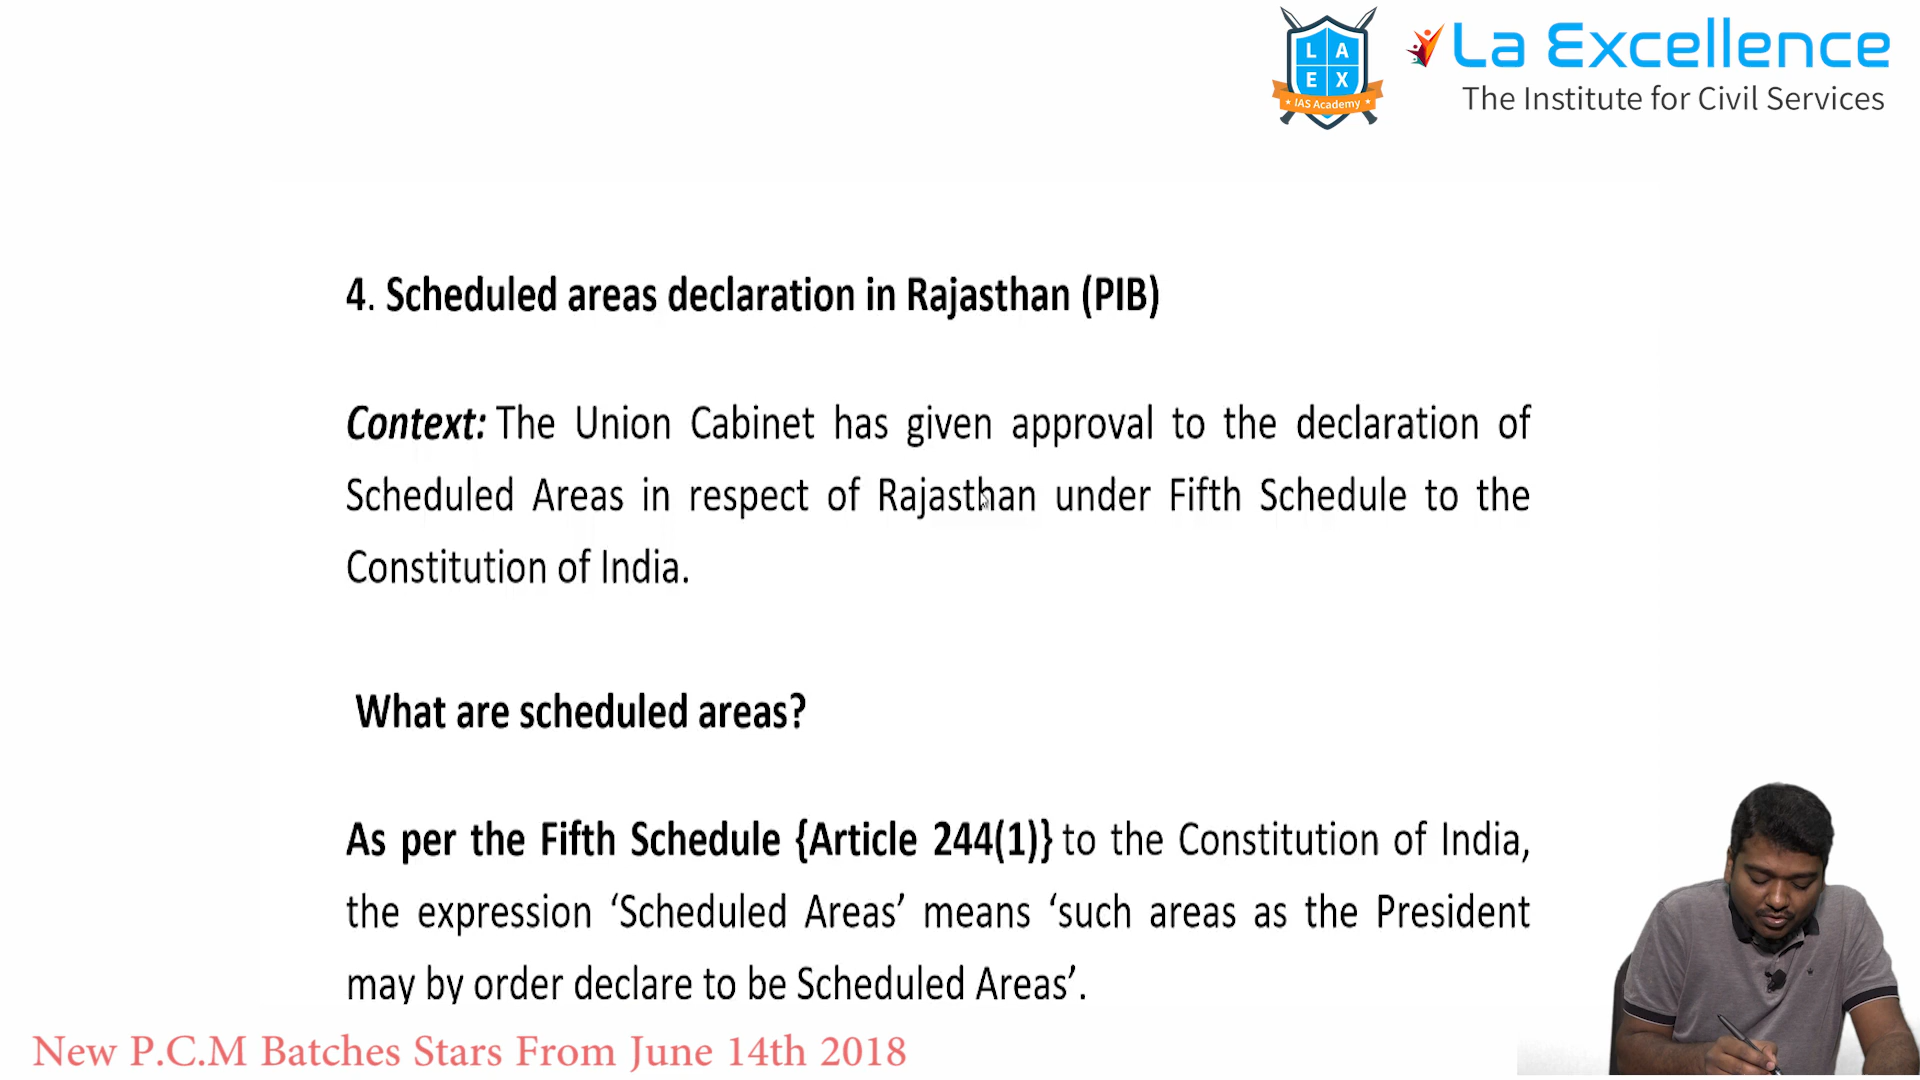 L A
E X
IAS Academy
La Excellence
The Institute for Civil Services
4. Scheduled areas declaration in Rajasthan (PIB)
Context: The Union Cabinet has given approval to the declaration of
Scheduled Areas in respect of Rajasthan under Fifth Schedule to the
Constitution of India.
What are scheduled areas?
As per the Fifth Schedule {Article 244(1)} to the Constitution of India,
the expression ‘Scheduled Areas’ means ‘such areas as the President
may by order declare to be Scheduled Areas’.
New P.C.M Batches Stars From June 14th 2018